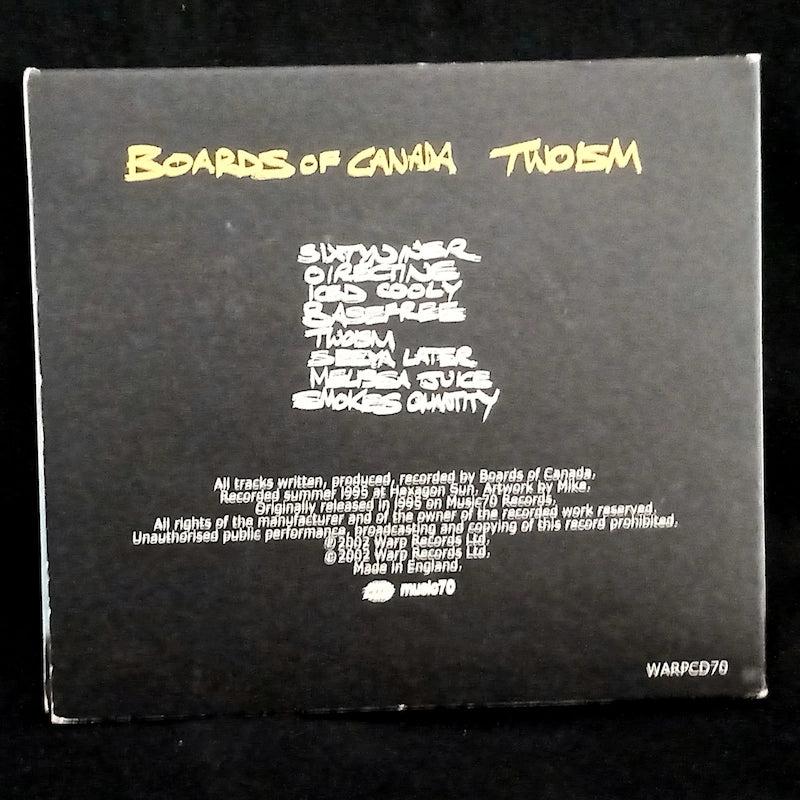 BOARDS OF CANADA TWOISM
SIXTYNINER
OIRECTINE
ICED COOLY
BASEFREE
TWOISM
SEEYA LATER
MELISSA JUICE
SMOKES QUANTITY
All tracks written, produced, recorded by Boards of Canada.
Recorded summer 1995 at Hexagon Sun. Artwork by Mike.
Originally released in 1995 on Music70 Records.
All rights of the manufacturer and of the owner of the recorded work reserved.
Unauthorised public performance, broadcasting and copying of this record prohibited.
℗ 2002 Warp Records Ltd.
© 2002 Warp Records Ltd.
Made in England.
music70
WARPCD70